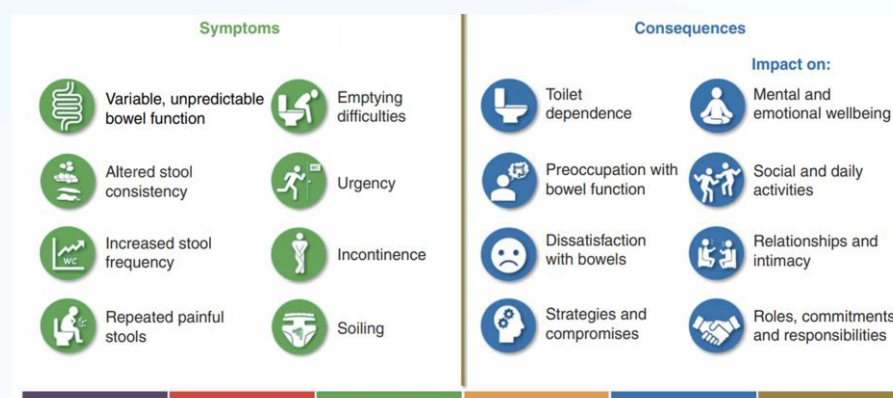 Symptoms
Variable, unpredictable
bowel function
Altered stool
consistency
Increased stool
frequency
WC
Repeated painful
stools
Emptying
difficulties
Urgency
Incontinence
Soiling
Consequences
Toilet
dependence
Preoccupation with
bowel function
Dissatisfaction
with bowels
Strategies and
compromises
Impact on:
Mental and
emotional wellbeing
Social and daily
activities
Relationships and
intimacy
Roles, commitments
and responsibilities